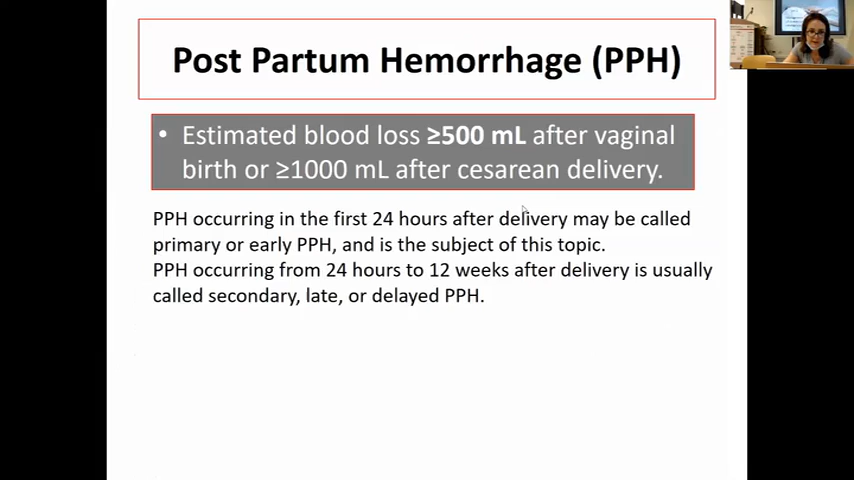 Post Partum Hemorrhage (PPH)
• Estimated blood loss ≥500 mL after vaginal
birth or ≥1000 mL after cesarean delivery.
PPH occurring in the first 24 hours after delivery may be called
primary or early PPH, and is the subject of this topic.
PPH occurring from 24 hours to 12 weeks after delivery is usually
called secondary, late, or delayed PPH.